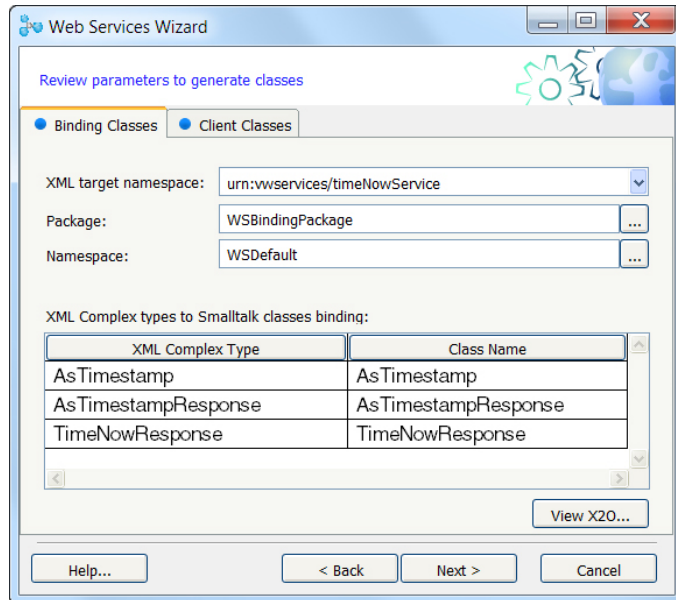 Web Services Wizard
Review parameters to generate classes
Binding Classes Client Classes
XML target namespace: urn:vwservices/timeNowService
Package: WSBindingPackage ...
Namespace: WSDefault ...
XML Complex types to Smalltalk classes binding:
XML Complex Type Class Name
AsTimestamp AsTimestamp
AsTimestampResponse AsTimestampResponse
TimeNowResponse TimeNowResponse
View X2O...
Help... < Back Next > Cancel